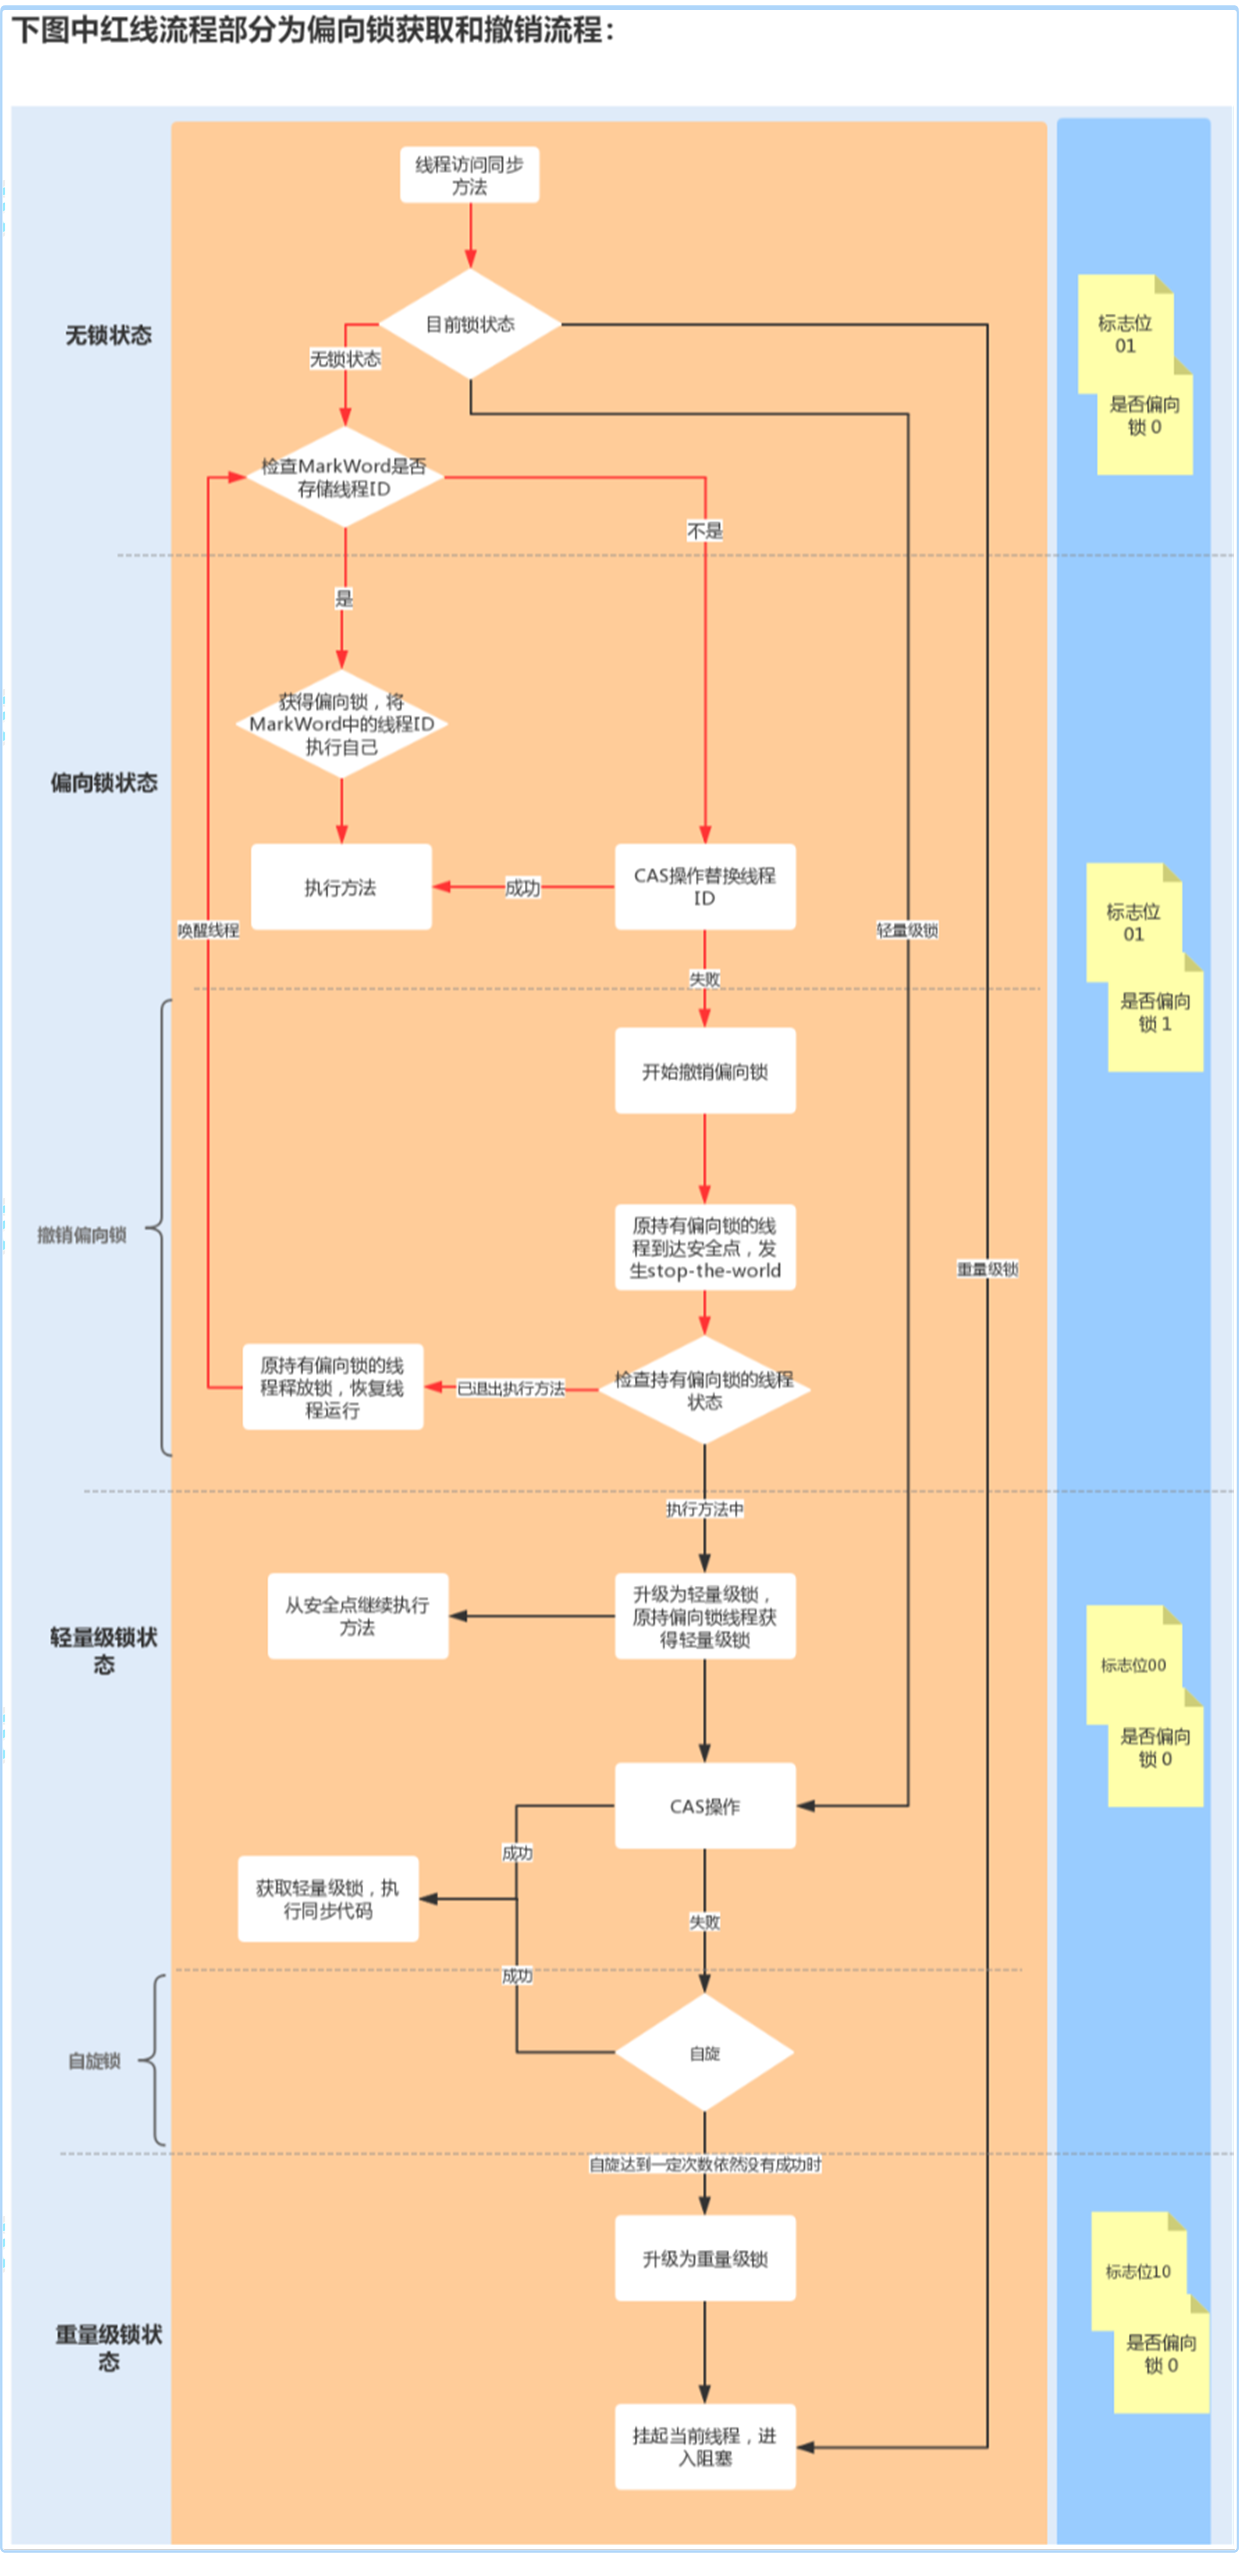 下图中红线流程部分为偏向锁获取和撤销流程：
线程访问同步
方法
目前锁状态
无锁状态
无锁状态
标志位
01
是否偏向
锁 0
检查MarkWord是否
存储线程ID
不是
是
获得偏向锁，将
MarkWord中的线程ID
执行自己
偏向锁状态
执行方法
成功
CAS操作替换线程
ID
标志位
01
唤醒线程
轻量级锁
失败
是否偏向
锁 1
开始撤销偏向锁
撤销偏向锁
原持有偏向锁的线
程到达安全点，发
生stop-the-world
重量级锁
原持有偏向锁的线
程释放锁，恢复线
程运行
已退出执行方法
检查持有偏向锁的线程
状态
执行方法中
从安全点继续执行
方法
升级为轻量级锁，
原持偏向锁线程获
得轻量级锁
轻量级锁状
态
标志位00
是否偏向
锁 0
CAS操作
成功
获取轻量级锁，执
行同步代码
失败
成功
自旋锁
自旋
自旋达到一定次数依然没有成功时
升级为重量级锁
标志位10
是否偏向
锁 0
重量级锁状
态
挂起当前线程，进
入阻塞